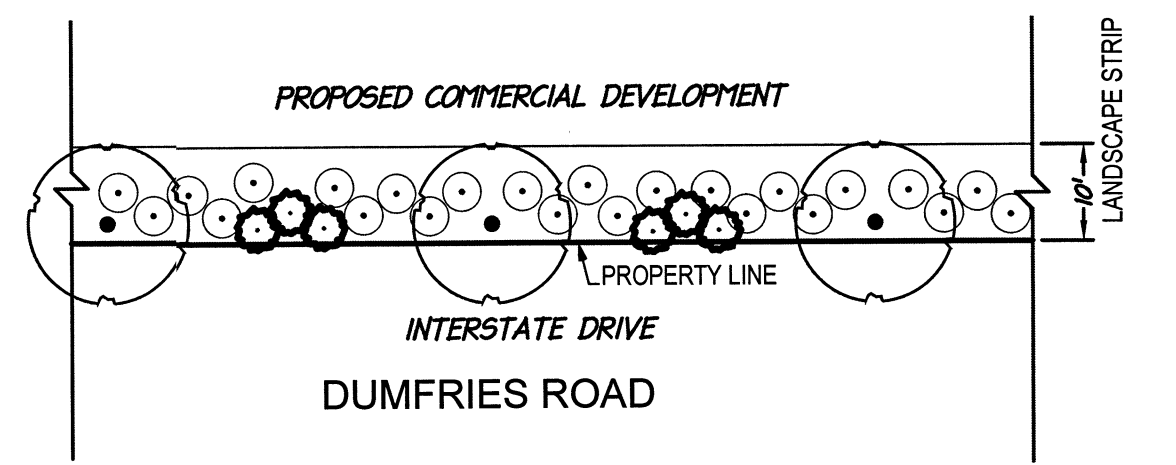 PROPOSED COMMERCIAL DEVELOPMENT
LANDSCAPE STRIP
10'
PROPERTY LINE
INTERSTATE DRIVE
DUMFRIES ROAD